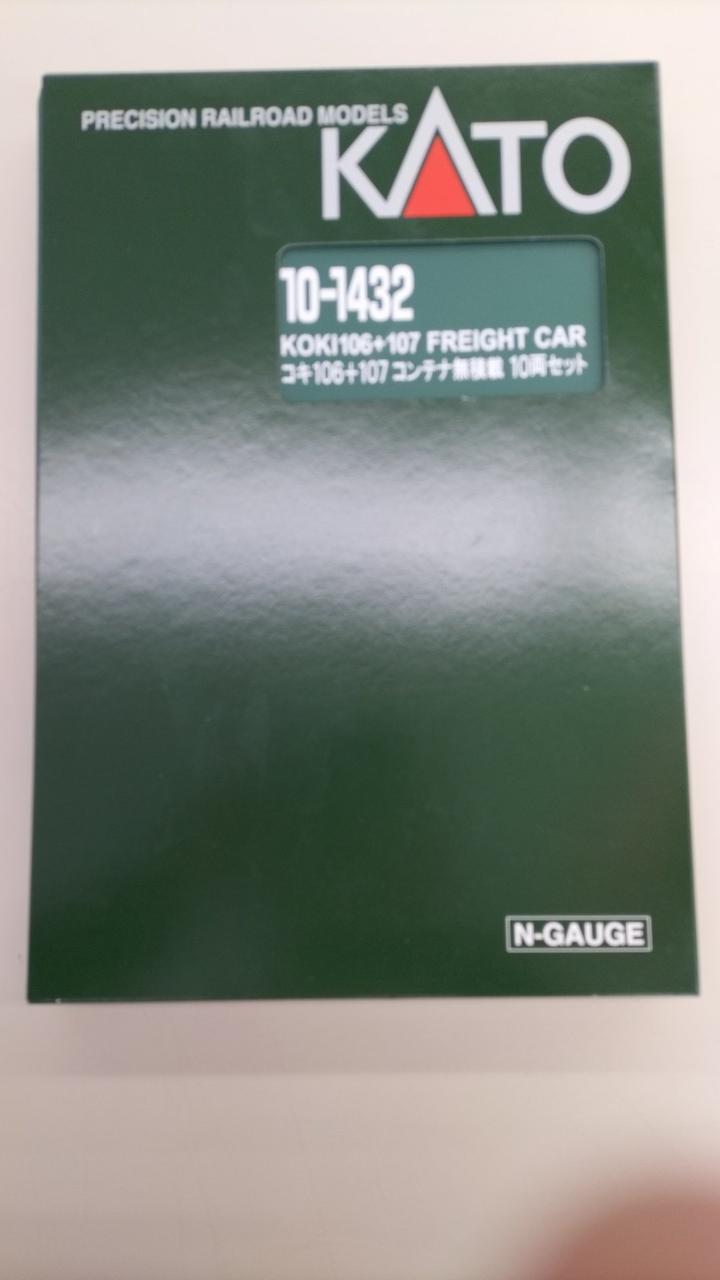 PRECISION RAILROAD MODELS
KATO
10-1432
KOKI106+107 FREIGHT CAR
コキ106+107 コンテナ無積載 10両セット
N-GAUGE